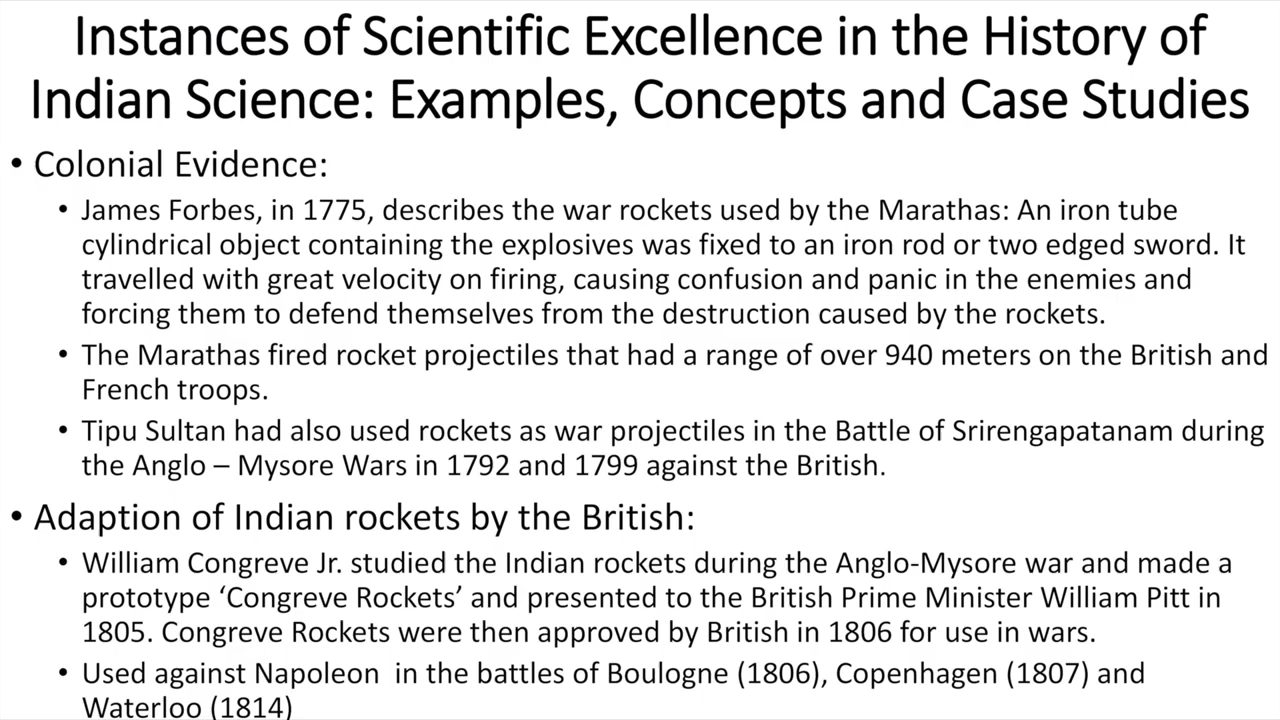 Instances of Scientific Excellence in the History of
Indian Science: Examples, Concepts and Case Studies
• Colonial Evidence:
• James Forbes, in 1775, describes the war rockets used by the Marathas: An iron tube
cylindrical object containing the explosives was fixed to an iron rod or two edged sword. It
travelled with great velocity on firing, causing confusion and panic in the enemies and
forcing them to defend themselves from the destruction caused by the rockets.
• The Marathas fired rocket projectiles that had a range of over 940 meters on the British and
French troops.
• Tipu Sultan had also used rockets as war projectiles in the Battle of Srirengapatanam during
the Anglo – Mysore Wars in 1792 and 1799 against the British.
• Adaption of Indian rockets by the British:
• William Congreve Jr. studied the Indian rockets during the Anglo-Mysore war and made a
prototype ‘Congreve Rockets’ and presented to the British Prime Minister William Pitt in
1805. Congreve Rockets were then approved by British in 1806 for use in wars.
• Used against Napoleon  in the battles of Boulogne (1806), Copenhagen (1807) and
Waterloo (1814)